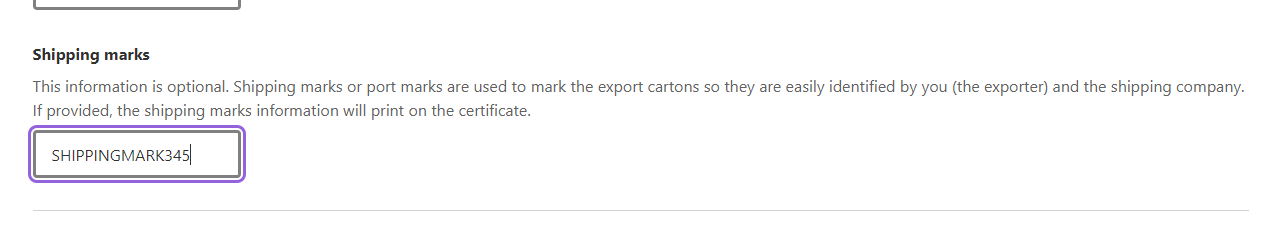 Shipping marks
This information is optional. Shipping marks or port marks are used to mark the export cartons so they are easily identified by you (the exporter) and the shipping company.
If provided, the shipping marks information will print on the certificate.
SHIPPINGMARK345